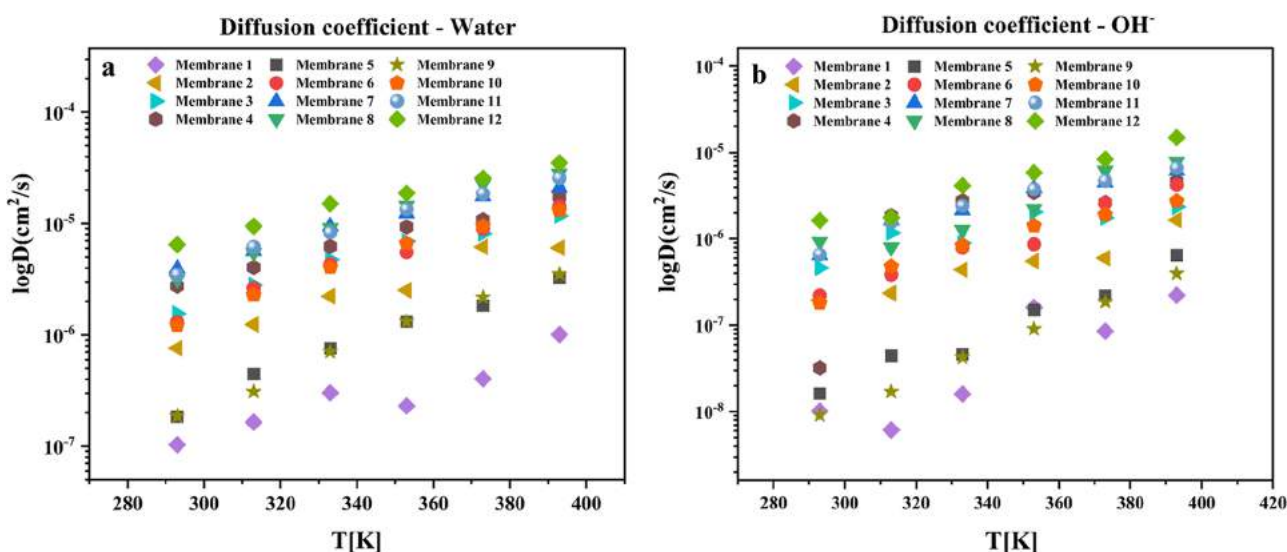 Diffusion coefficient - Water
a
Membrane 1 Membrane 5 Membrane 9
Membrane 2 Membrane 6 Membrane 10
Membrane 3 Membrane 7 Membrane 11
Membrane 4 Membrane 8 Membrane 12
logD(cm²/s)
10⁻⁴
10⁻⁵
10⁻⁶
10⁻⁷
280 300 320 340 360 380 400
T[K]
Diffusion coefficient - OH⁻
b
Membrane 1 Membrane 5 Membrane 9
Membrane 2 Membrane 6 Membrane 10
Membrane 3 Membrane 7 Membrane 11
Membrane 4 Membrane 8 Membrane 12
logD(cm²/s)
10⁻⁴
10⁻⁵
10⁻⁶
10⁻⁷
10⁻⁸
280 300 320 340 360 380 400 420
T[K]